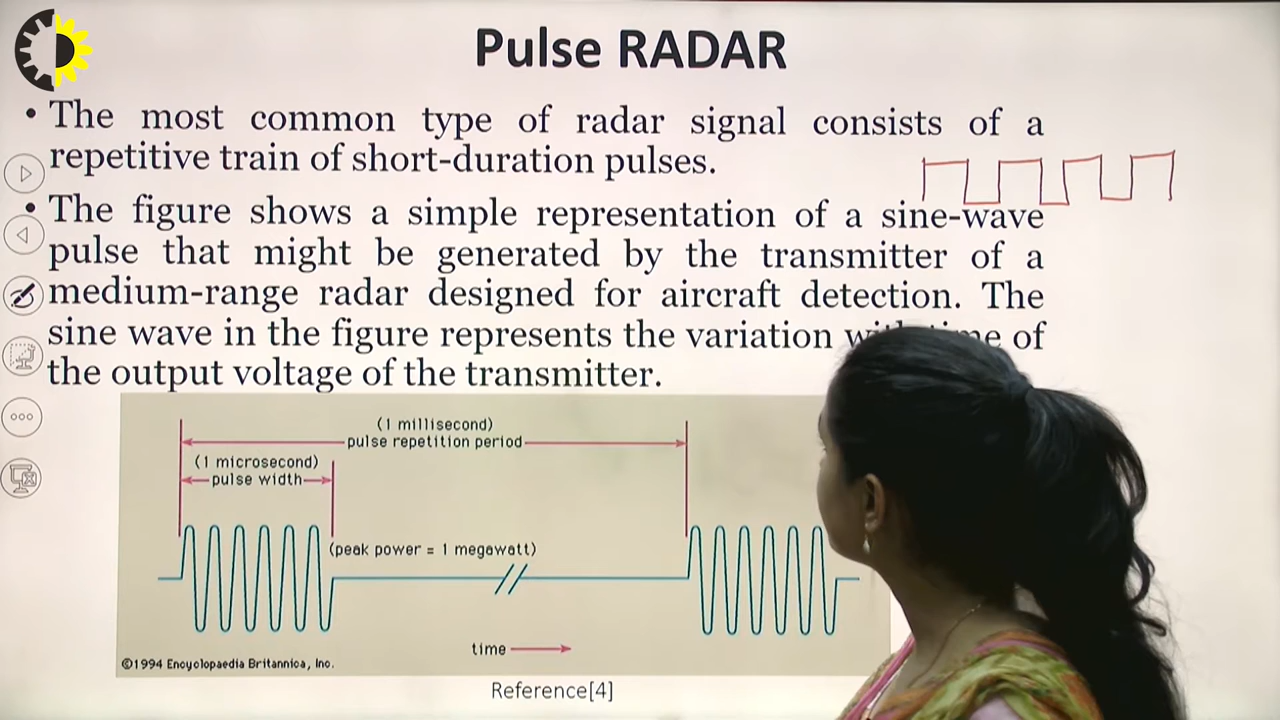 Pulse RADAR
• The most common type of radar signal consists of a
repetitive train of short-duration pulses.
• The figure shows a simple representation of a sine-wave
pulse that might be generated by the transmitter of a
medium-range radar designed for aircraft detection. The
sine wave in the figure represents the variation with time of
the output voltage of the transmitter.
(1 millisecond)
pulse repetition period
(1 microsecond)
pulse width
(peak power = 1 megawatt)
time
©1994 Encyclopaedia Britannica, Inc.
Reference[4]